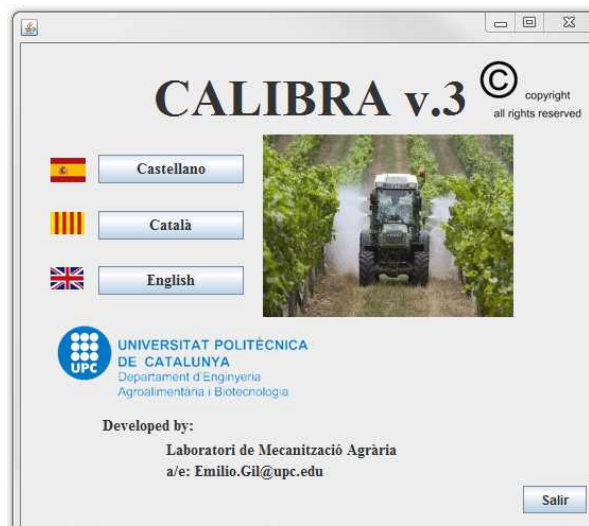 CALIBRA v.3
© copyright
all rights reserved
Castellano
Català
English
UNIVERSITAT POLITÈCNICA
DE CATALUNYA
Departament d'Enginyeria
Agroalimentària i Biotecnologia
UPC
Developed by:
Laboratori de Mecanització Agrària
a/e: Emilio.Gil@upc.edu
Salir